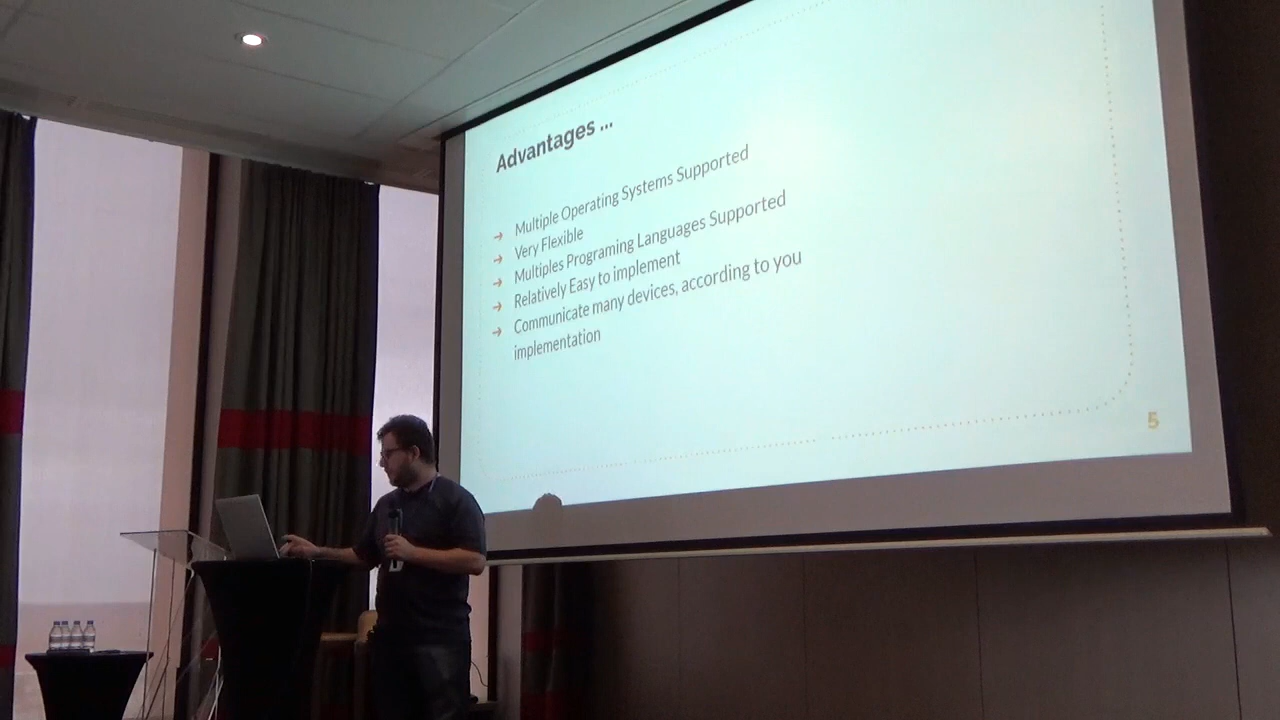 Advantages ...
➔ Multiple Operating Systems Supported
➔ Very Flexible
➔ Multiples Programing Languages Supported
➔ Relatively Easy to implement
➔ Communicate many devices, according to you
implementation
5